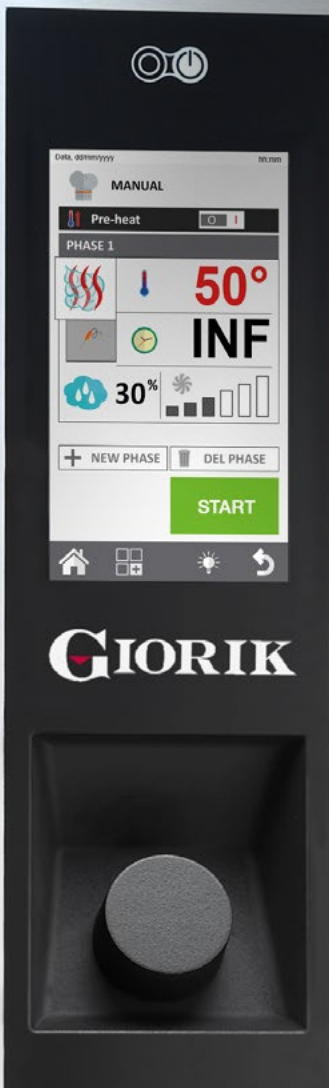 Data, dd/mm/yyyy hh:mm
MANUAL
Pre-heat O I
PHASE 1
50°
INF
30%
+ NEW PHASE DEL PHASE
START
GIORIK